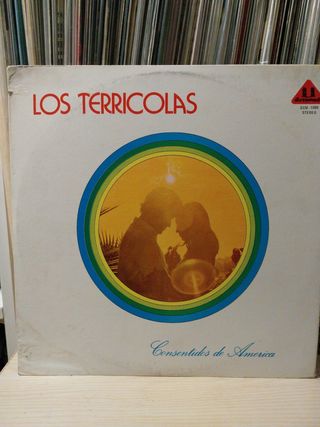 LOS TERRICOLAS
STEREO
Consentidos de America